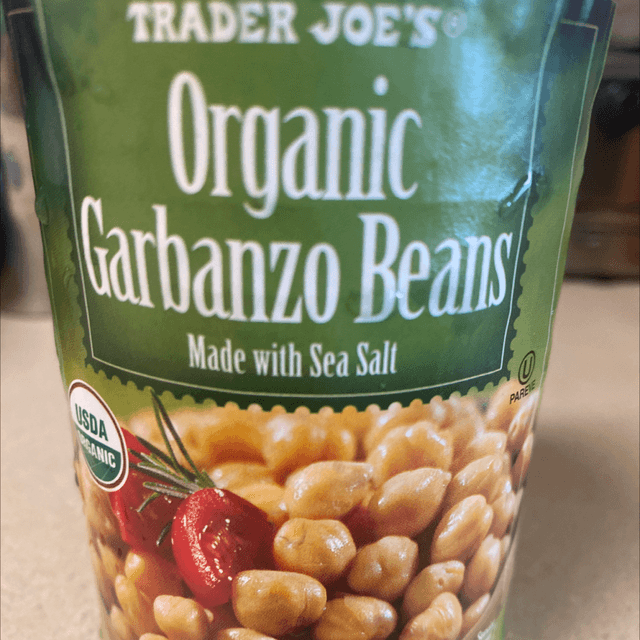 TRADER JOE'S®
Organic
Garbanzo Beans
Made with Sea Salt
U
PAREVE
USDA
ORGANIC